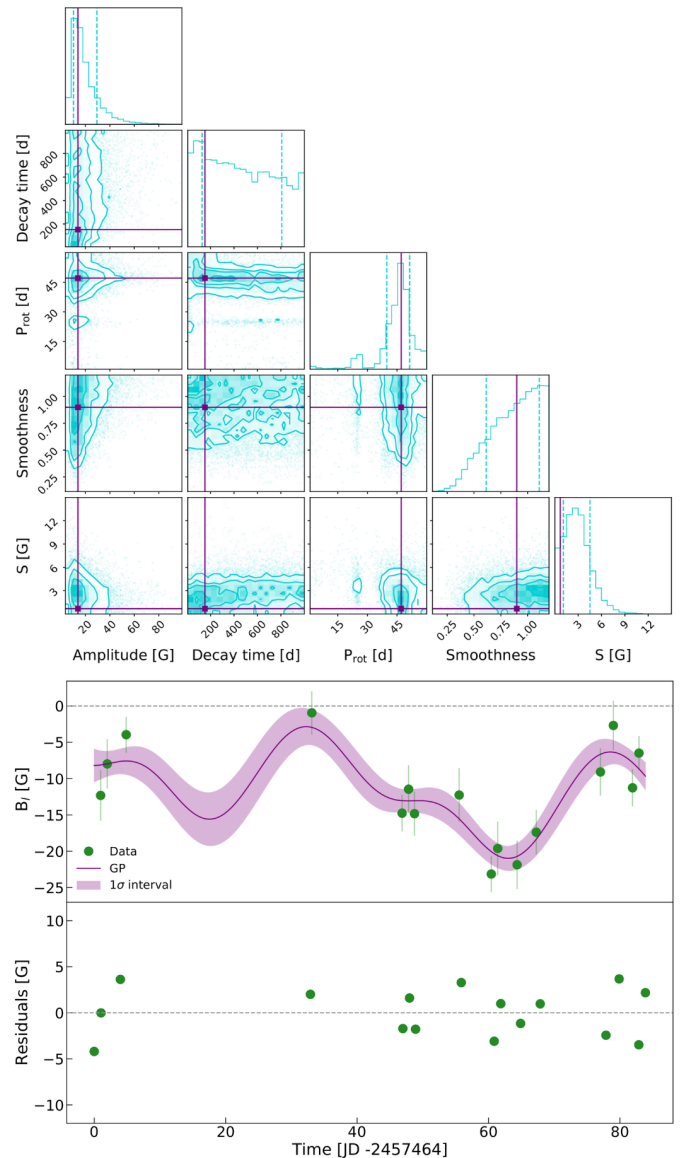 Decay time [d]
800
600
400
200
P_rot [d]
45
30
15
Smoothness
1.00
0.75
0.50
0.25
S [G]
12
9
6
3
20 40 60 80
200 400 600 800
15 30 45
0.25 0.50 0.75 1.00
3 6 9 12
Amplitude [G] Decay time [d] P_rot [d] Smoothness S [G]
B_l [G]
0
−5
−10
−15
−20
−25
Data
GP
1σ interval
Residuals [G]
10
5
0
−5
−10
0 20 40 60 80
Time [JD -2457464]